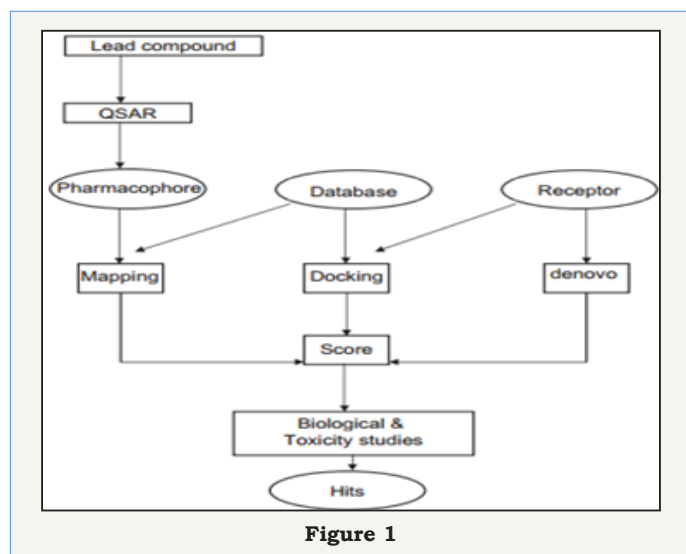 Lead compound
QSAR
Pharmacophore
Database
Receptor
Mapping
Docking
denovo
Score
Biological &
Toxicity studies
Hits
Figure 1